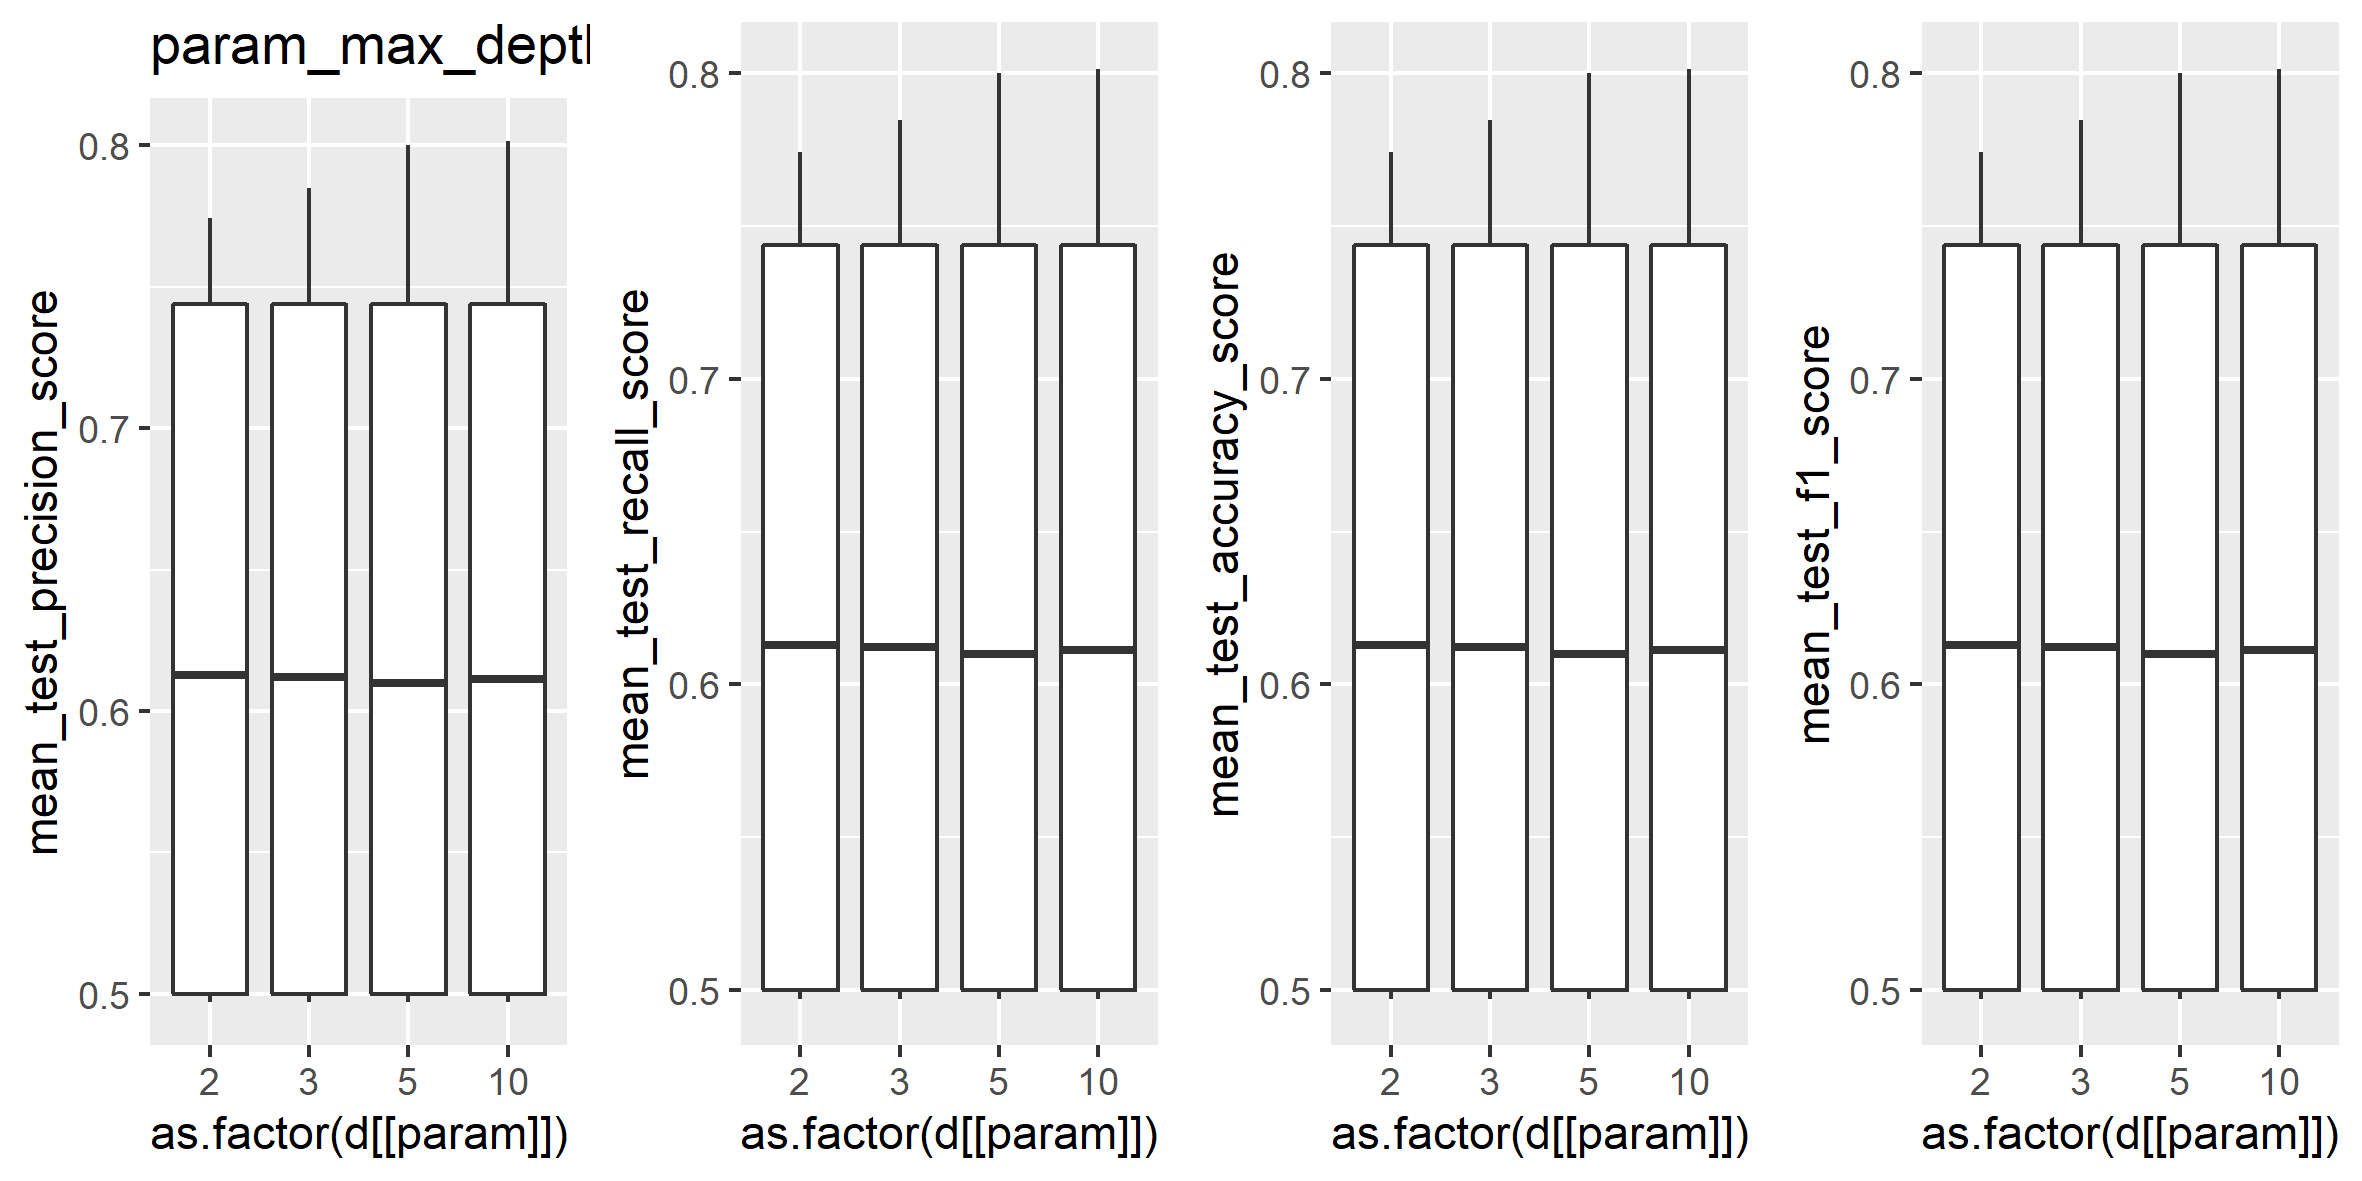 param_max_dept
mean_test_precision_score
0.8
0.7
0.6
0.5
2 3 5 10
as.factor(d[[param]])
mean_test_recall_score
0.8
0.7
0.6
0.5
2 3 5 10
as.factor(d[[param]])
mean_test_accuracy_score
0.8
0.7
0.6
0.5
2 3 5 10
as.factor(d[[param]])
mean_test_f1_score
0.8
0.7
0.6
0.5
2 3 5 10
as.factor(d[[param]])